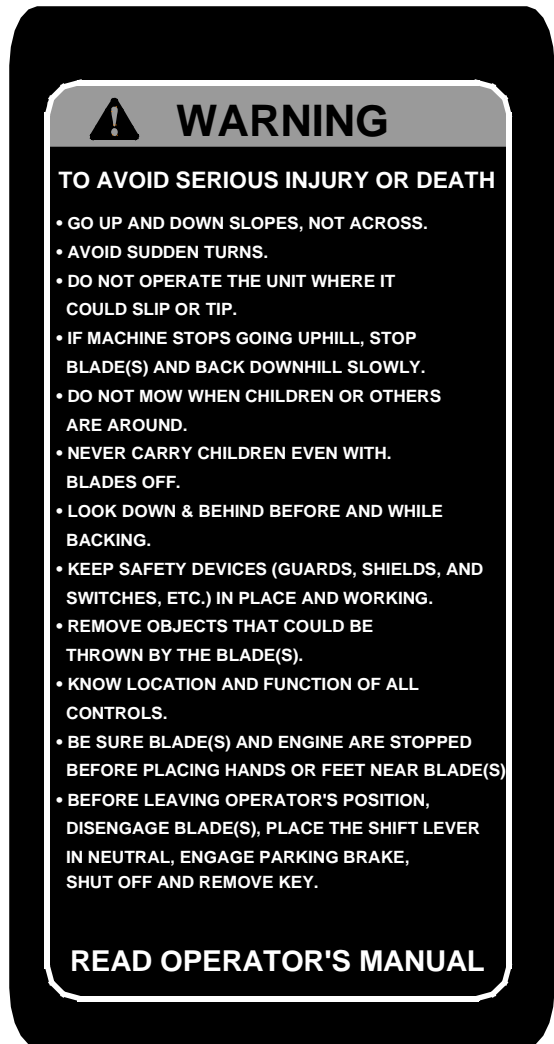 WARNING
TO AVOID SERIOUS INJURY OR DEATH
• GO UP AND DOWN SLOPES, NOT ACROSS.
• AVOID SUDDEN TURNS.
• DO NOT OPERATE THE UNIT WHERE IT
COULD SLIP OR TIP.
• IF MACHINE STOPS GOING UPHILL, STOP
BLADE(S) AND BACK DOWNHILL SLOWLY.
• DO NOT MOW WHEN CHILDREN OR OTHERS
ARE AROUND.
• NEVER CARRY CHILDREN EVEN WITH.
BLADES OFF.
• LOOK DOWN & BEHIND BEFORE AND WHILE
BACKING.
• KEEP SAFETY DEVICES (GUARDS, SHIELDS, AND
SWITCHES, ETC.) IN PLACE AND WORKING.
• REMOVE OBJECTS THAT COULD BE
THROWN BY THE BLADE(S).
• KNOW LOCATION AND FUNCTION OF ALL
CONTROLS.
• BE SURE BLADE(S) AND ENGINE ARE STOPPED
BEFORE PLACING HANDS OR FEET NEAR BLADE(S)
• BEFORE LEAVING OPERATOR'S POSITION,
DISENGAGE BLADE(S), PLACE THE SHIFT LEVER
IN NEUTRAL, ENGAGE PARKING BRAKE,
SHUT OFF AND REMOVE KEY.
READ OPERATOR'S MANUAL